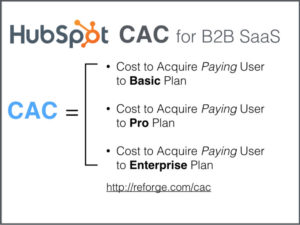 HubSpot CAC for B2B SaaS
• Cost to Acquire Paying User
to Basic Plan
CAC =
• Cost to Acquire Paying User
to Pro Plan
• Cost to Acquire Paying User
to Enterprise Plan
http://reforge.com/cac